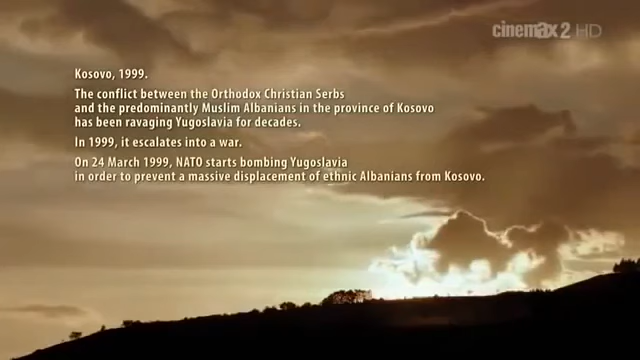 cinemax 2 HD
Kosovo, 1999.
The conflict between the Orthodox Christian Serbs
and the predominantly Muslim Albanians in the province of Kosovo
has been ravaging Yugoslavia for decades.
In 1999, it escalates into a war.
On 24 March 1999, NATO starts bombing Yugoslavia
in order to prevent a massive displacement of ethnic Albanians from Kosovo.